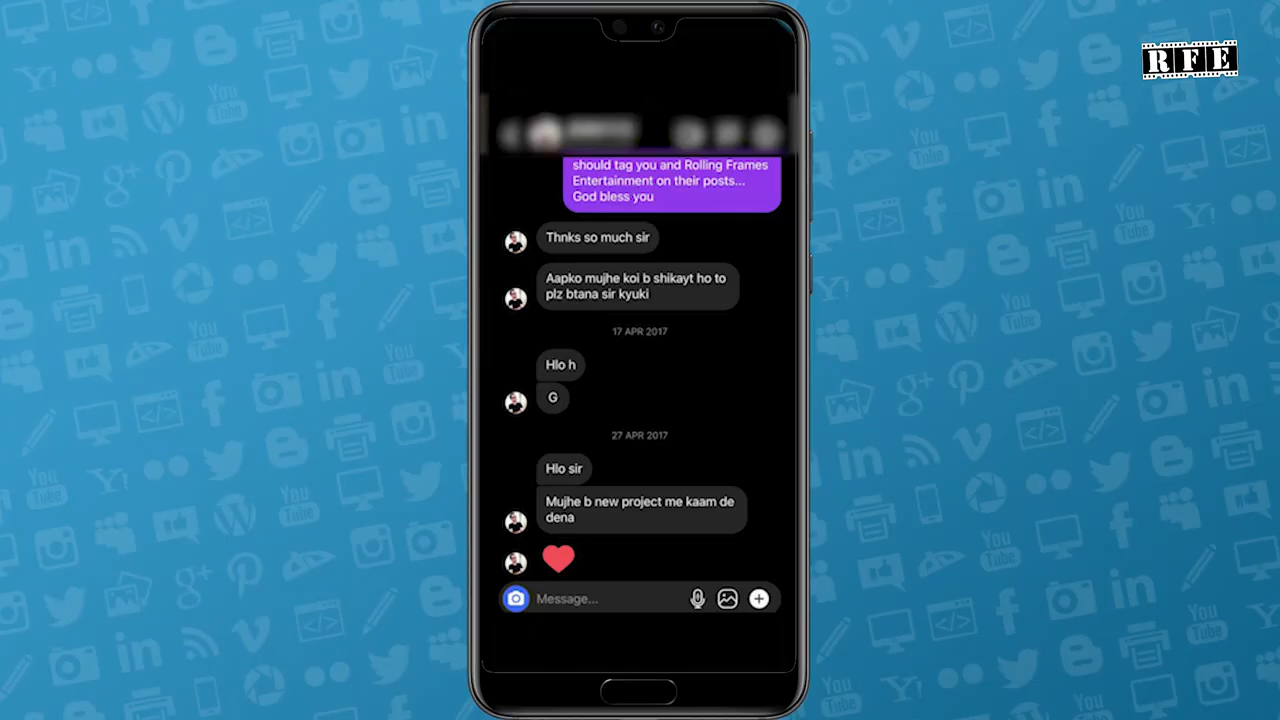 RFE
should tag you and Rolling Frames
Entertainment on their posts...
God bless you
Thnks so much sir
Aapko mujhe koi b shikayt ho to
plz btana sir kyuki
17 APR 2017
Hlo h
G
27 APR 2017
Hlo sir
Mujhe b new project me kaam de
dena
Message...